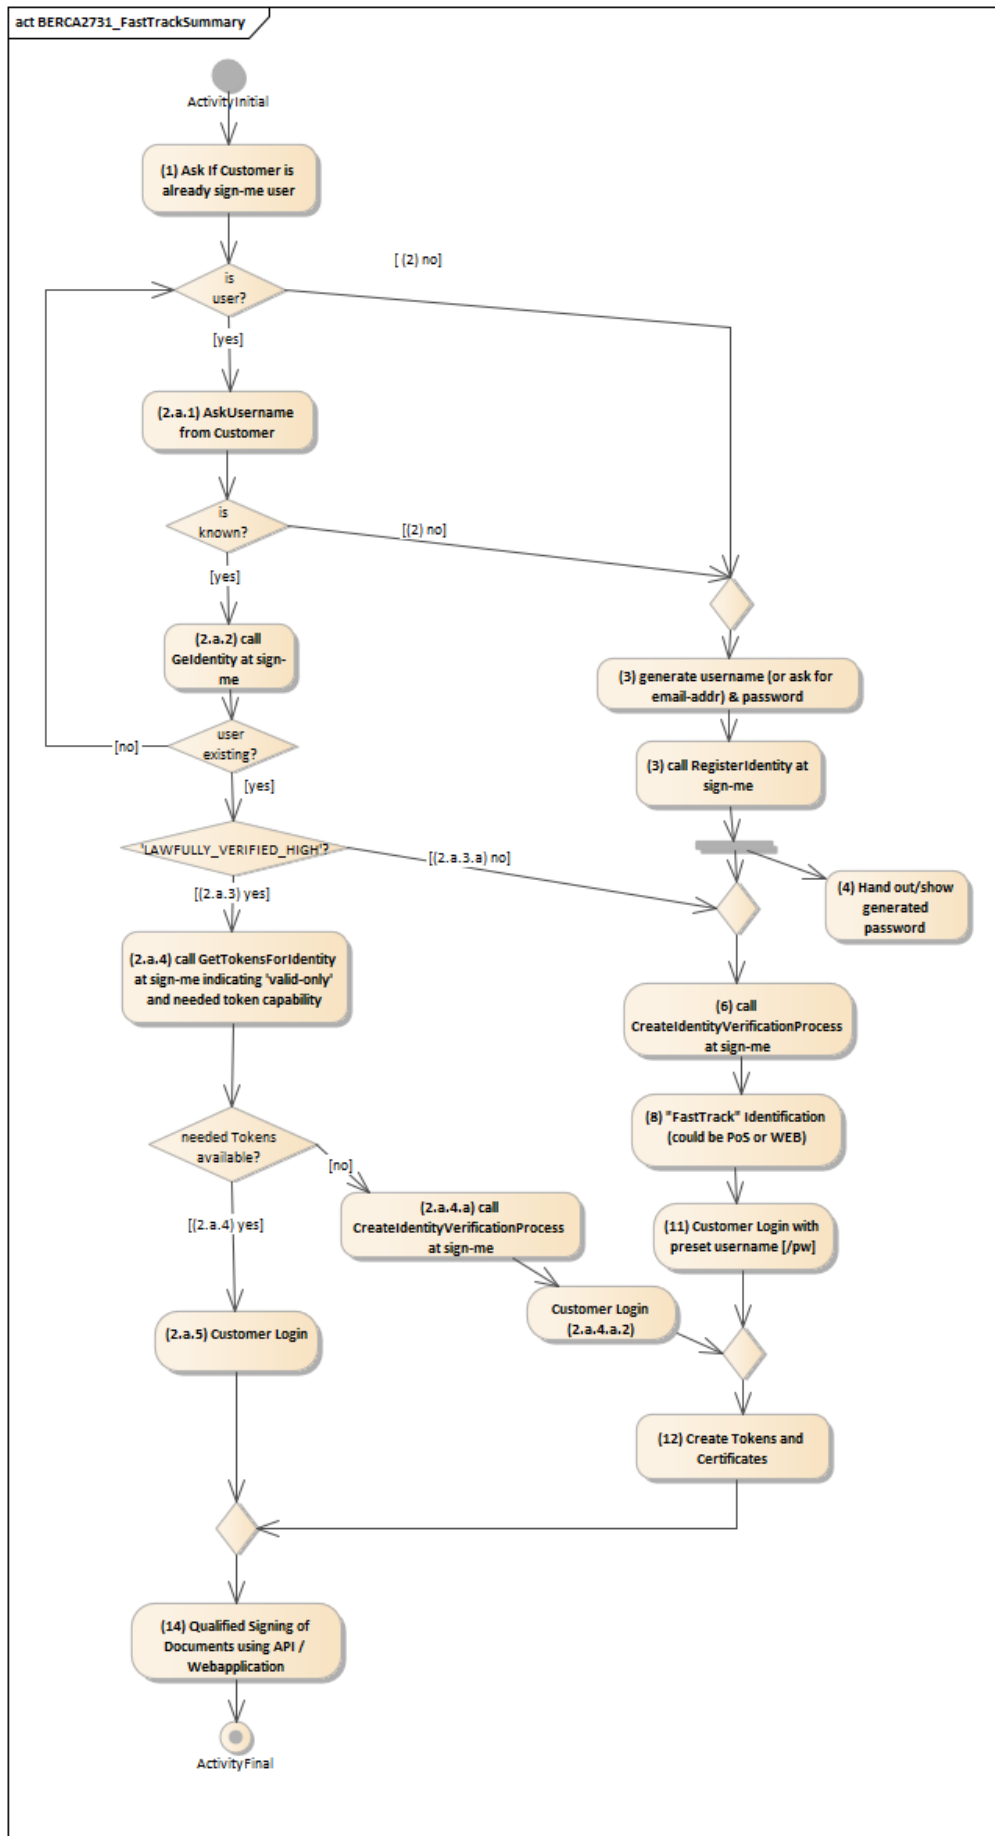 act BERCA2731_FastTrackSummary
ActivityInitial
(1) Ask If Customer is
already sign-me user
[ (2) no]
is
user?
[yes]
(2.a.1) AskUsername
from Customer
is
known?
[(2) no]
[yes]
(2.a.2) call
GeIdentity at sign-
me
(3) generate username (or ask for
email-addr) & password
user
existing?
[no]
(3) call RegisterIdentity at
sign-me
[yes]
'LAWFULLY_VERIFIED_HIGH'?
[(2.a.3.a) no]
[(2.a.3) yes]
(4) Hand out/show
generated
password
(2.a.4) call GetTokensForIdentity
at sign-me indicating 'valid-only'
and needed token capability
(6) call
CreateIdentityVerificationProcess
at sign-me
(8) "FastTrack" Identification
(could be PoS or WEB)
needed Tokens
available?
[no]
[(2.a.4) yes]
(2.a.4.a) call
CreateIdentityVerificationProcess
at sign-me
(11) Customer Login with
preset username [/pw]
Customer Login
(2.a.4.a.2)
(2.a.5) Customer Login
(12) Create Tokens and
Certificates
(14) Qualified Signing of
Documents using API /
Webapplication
ActivityFinal